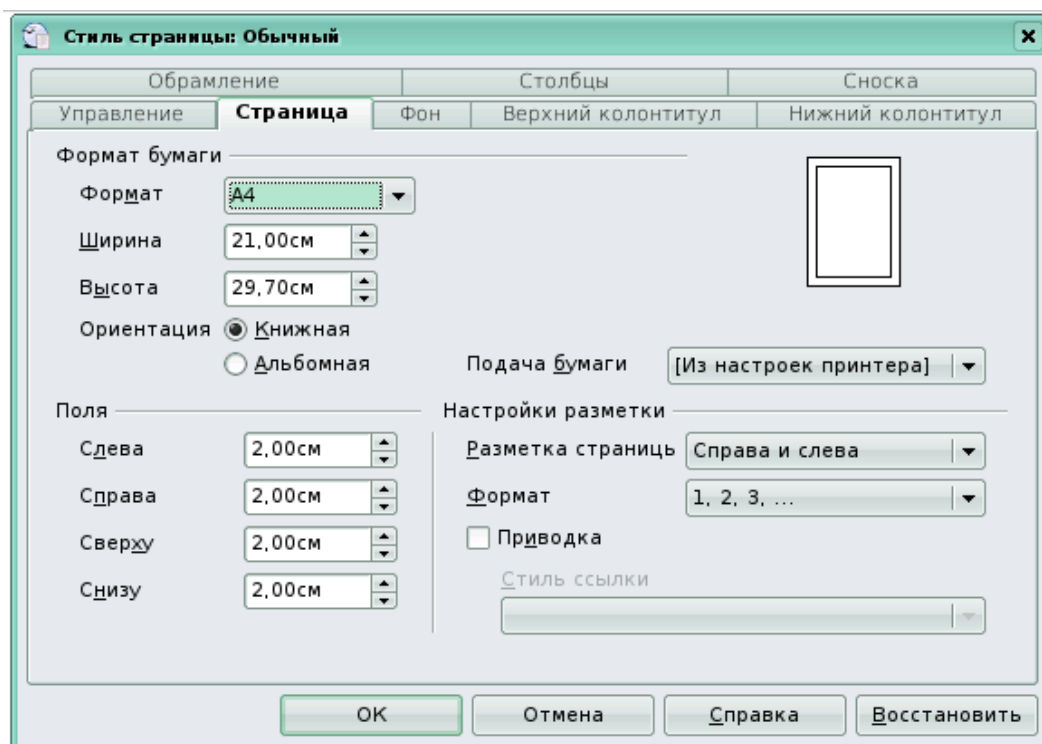 Стиль страницы: Обычный
Обрамление Столбцы Сноска
Управление Страница Фон Верхний колонтитул Нижний колонтитул
Формат бумаги
Формат A4
Ширина 21,00см
Высота 29,70см
Ориентация Книжная
Альбомная Подача бумаги [Из настроек принтера]
Поля Настройки разметки
Слева 2,00см Разметка страниць Справа и слева
Справа 2,00см Формат 1, 2, 3, ...
Сверху 2,00см Приводка
Стиль ссылки
Снизу 2,00см
OK Отмена Справка Восстановить